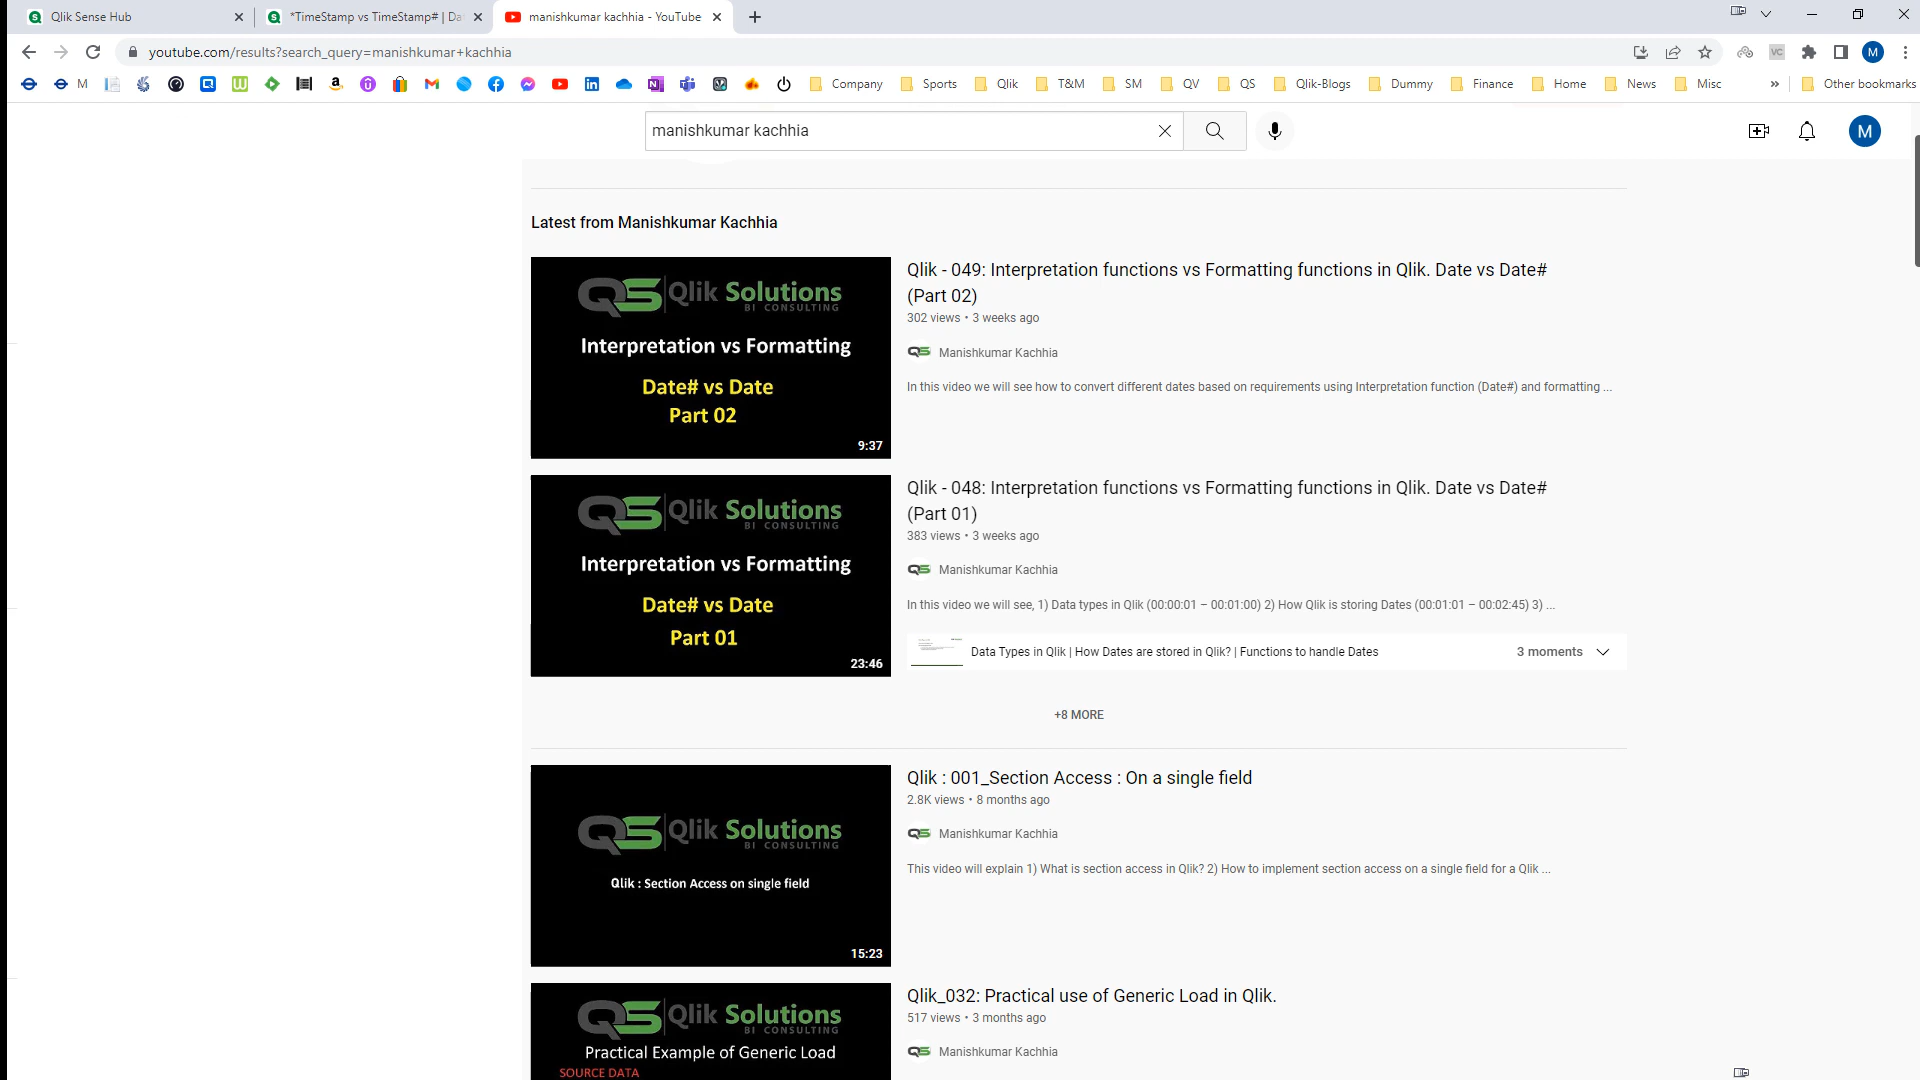 Qlik Sense Hub
*TimeStamp vs TimeStamp# | Da
manishkumar kachhia - YouTube
youtube.com/results?search_query=manishkumar+kachhia
M
Company
Sports
Qlik
T&M
SM
QV
QS
Qlik-Blogs
Dummy
Finance
Home
News
Misc
»
Other bookmarks
manishkumar kachhia
M
Latest from Manishkumar Kachhia
QS Qlik Solutions
BI CONSULTING
Interpretation vs Formatting
Date# vs Date
Part 02
9:37
Qlik - 049: Interpretation functions vs Formatting functions in Qlik. Date vs Date#
(Part 02)
302 views • 3 weeks ago
QS Manishkumar Kachhia
In this video we will see how to convert different dates based on requirements using Interpretation function (Date#) and formatting ...
QS Qlik Solutions
BI CONSULTING
Interpretation vs Formatting
Date# vs Date
Part 01
23:46
Qlik - 048: Interpretation functions vs Formatting functions in Qlik. Date vs Date#
(Part 01)
383 views • 3 weeks ago
QS Manishkumar Kachhia
In this video we will see, 1) Data types in Qlik (00:00:01 – 00:01:00) 2) How Qlik is storing Dates (00:01:01 – 00:02:45) 3) ...
Data Types in Qlik | How Dates are stored in Qlik? | Functions to handle Dates
3 moments
+8 MORE
QS Qlik Solutions
BI CONSULTING
Qlik : Section Access on single field
15:23
Qlik : 001_Section Access : On a single field
2.8K views • 8 months ago
QS Manishkumar Kachhia
This video will explain 1) What is section access in Qlik? 2) How to implement section access on a single field for a Qlik ...
QS Qlik Solutions
BI CONSULTING
Practical Example of Generic Load
SOURCE DATA
Qlik_032: Practical use of Generic Load in Qlik.
517 views • 3 months ago
QS Manishkumar Kachhia